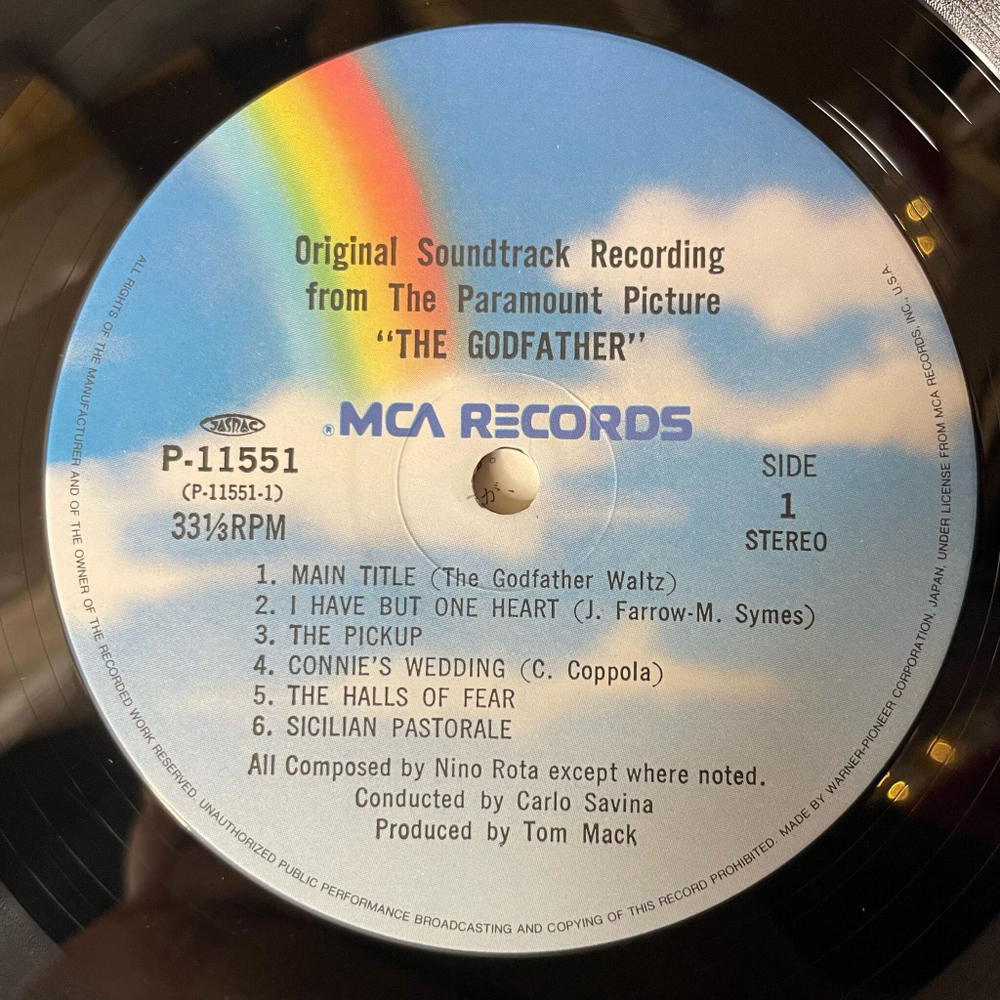 Original Soundtrack Recording
from The Paramount Picture
“THE GODFATHER”
® MCA RECORDS
JASRAC
P-11551
(P-11551-1)
33⅓RPM
SIDE
1
STEREO
1. MAIN TITLE (The Godfather Waltz)
2. I HAVE BUT ONE HEART (J. Farrow-M. Symes)
3. THE PICKUP
4. CONNIE'S WEDDING (C. Coppola)
5. THE HALLS OF FEAR
6. SICILIAN PASTORALE
All Composed by Nino Rota except where noted.
Conducted by Carlo Savina
Produced by Tom Mack
ALL RIGHTS OF THE MANUFACTURER AND OF THE OWNER OF THE RECORDED WORK RESERVED. UNAUTHORIZED PUBLIC PERFORMANCE BROADCASTING AND COPYING OF THIS RECORD PROHIBITED. MADE BY WARNER-PIONEER CORPORATION, JAPAN, UNDER LICENSE FROM MCA RECORDS, INC., U.S.A.